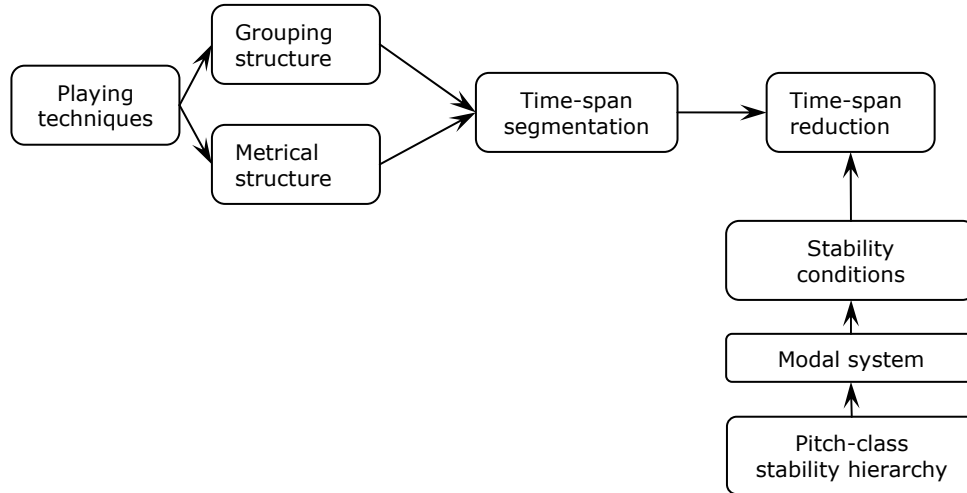 Grouping
structure
Playing
techniques
Metrical
structure
Time-span
segmentation
Time-span
reduction
Stability
conditions
Modal system
Pitch-class
stability hierarchy